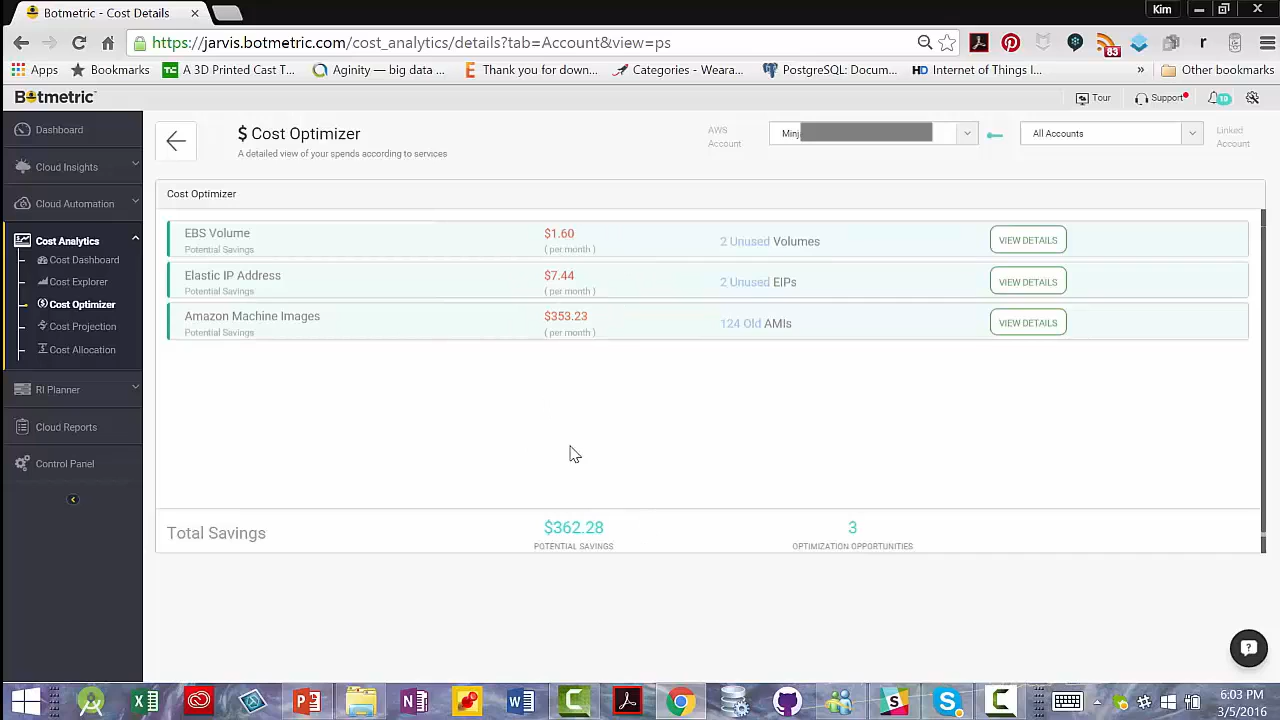 Botmetric - Cost Details
Kim
https://jarvis.botmetric.com/cost_analytics/details?tab=Account&view=ps
83
Apps Bookmarks TC A 3D Printed Cast T... Aginity -- big data ... E Thank you for down... Categories - ma... PostgreSQL: Docum... HD Internet of Things I... » Other bookmarks
Botmetric
Tour Support 10
Dashboard
Cloud Insights
Cloud Automation
Cost Analytics
Cost Dashboard
Cost Explorer
Cost Optimizer
Cost Projection
Cost Allocation
RI Planner
Cloud Reports
Control Panel
$ Cost Optimizer
A detailed view of your spends according to services
AWS Account
Minj
All Accounts
Linked Account
Cost Optimizer
EBS Volume $1.60 2 Unused Volumes VIEW DETAILS
Potential Savings ( per month )
Elastic IP Address $7.44 2 Unused EIPs VIEW DETAILS
Potential Savings ( per month )
Amazon Machine Images $353.23 124 Old AMIs VIEW DETAILS
Potential Savings ( per month )
Total Savings $362.28 3
POTENTIAL SAVINGS OPTIMIZATION OPPORTUNITIES
6:03 PM
3/5/2016